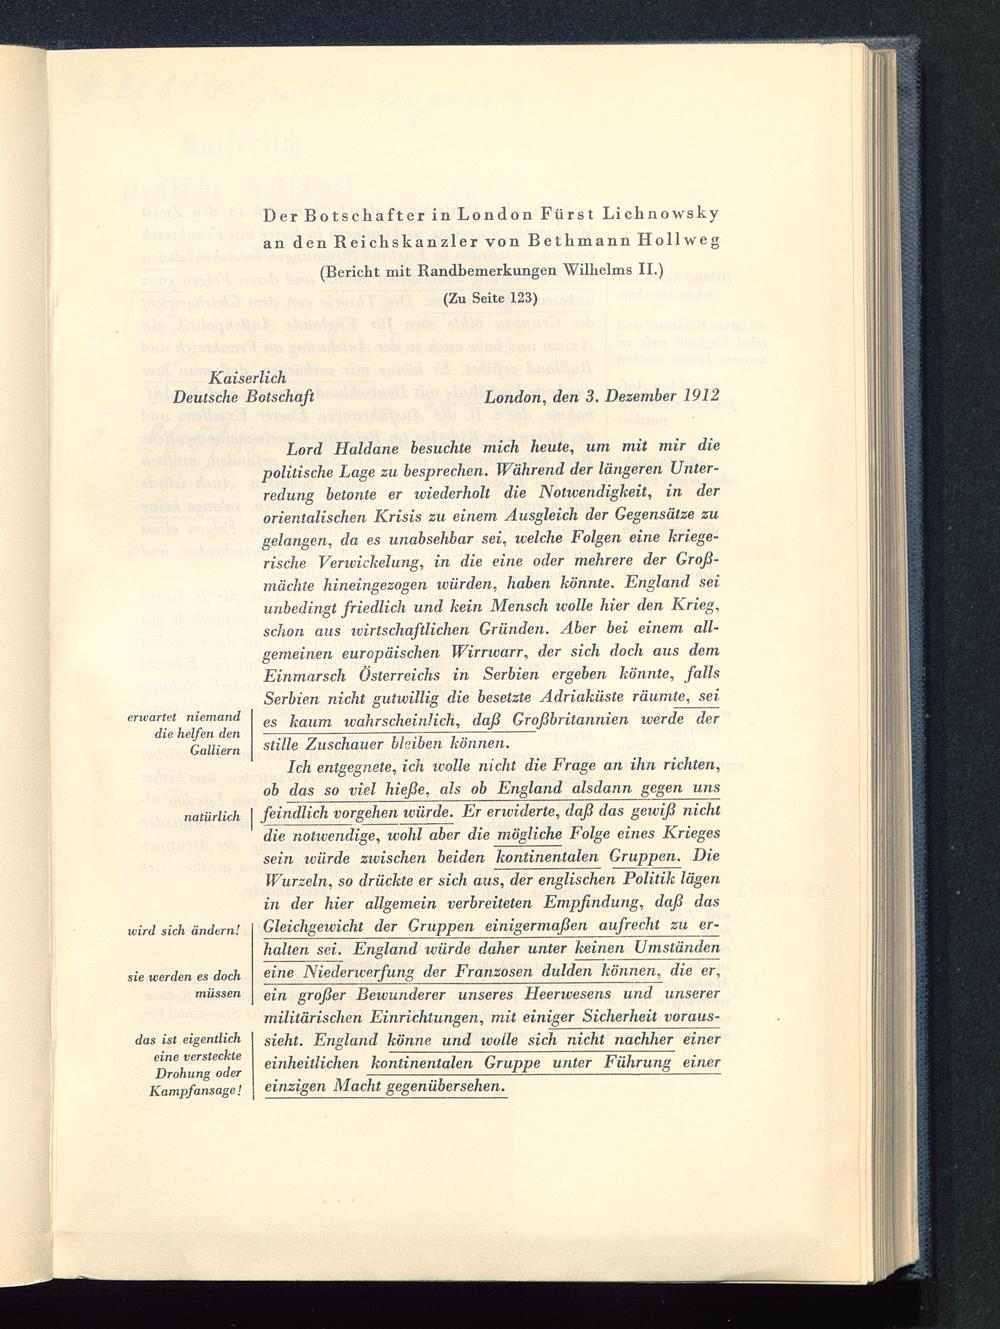 Der Botschafter in London Fürst Lichnowsky
an den Reichskanzler von Bethmann Hollweg
(Bericht mit Randbemerkungen Wilhelms II.)
(Zu Seite 123)
Kaiserlich
Deutsche Botschaft
London, den 3. Dezember 1912
Lord Haldane besuchte mich heute, um mit mir die
politische Lage zu besprechen. Während der längeren Unter-
redung betonte er wiederholt die Notwendigkeit, in der
orientalischen Krisis zu einem Ausgleich der Gegensätze zu
gelangen, da es unabsehbar sei, welche Folgen eine kriege-
rische Verwickelung, in die eine oder mehrere der Groß-
mächte hineingezogen würden, haben könnte. England sei
unbedingt friedlich und kein Mensch wolle hier den Krieg,
schon aus wirtschaftlichen Gründen. Aber bei einem all-
gemeinen europäischen Wirrwarr, der sich doch aus dem
Einmarsch Österreichs in Serbien ergeben könnte, falls
Serbien nicht gutwillig die besetzte Adriaküste räumte, sei
es kaum wahrscheinlich, daß Großbritannien werde der
stille Zuschauer bleiben können.
erwartet niemand
die helfen den
Galliern
Ich entgegnete, ich wolle nicht die Frage an ihn richten,
ob das so viel hieße, als ob England alsdann gegen uns
feindlich vorgehen würde. Er erwiderte, daß das gewiß nicht
natürlich
die notwendige, wohl aber die mögliche Folge eines Krieges
sein würde zwischen beiden kontinentalen Gruppen. Die
Wurzeln, so drückte er sich aus, der englischen Politik lägen
in der hier allgemein verbreiteten Empfindung, daß das
Gleichgewicht der Gruppen einigermaßen aufrecht zu er-
wird sich ändern!
halten sei. England würde daher unter keinen Umständen
eine Niederwerfung der Franzosen dulden können, die er,
ein großer Bewunderer unseres Heerwesens und unserer
sie werden es doch
müssen
militärischen Einrichtungen, mit einiger Sicherheit voraus-
sieht. England könne und wolle sich nicht nachher einer
einheitlichen kontinentalen Gruppe unter Führung einer
einzigen Macht gegenübersehen.
das ist eigentlich
eine versteckte
Drohung oder
Kampfansage!